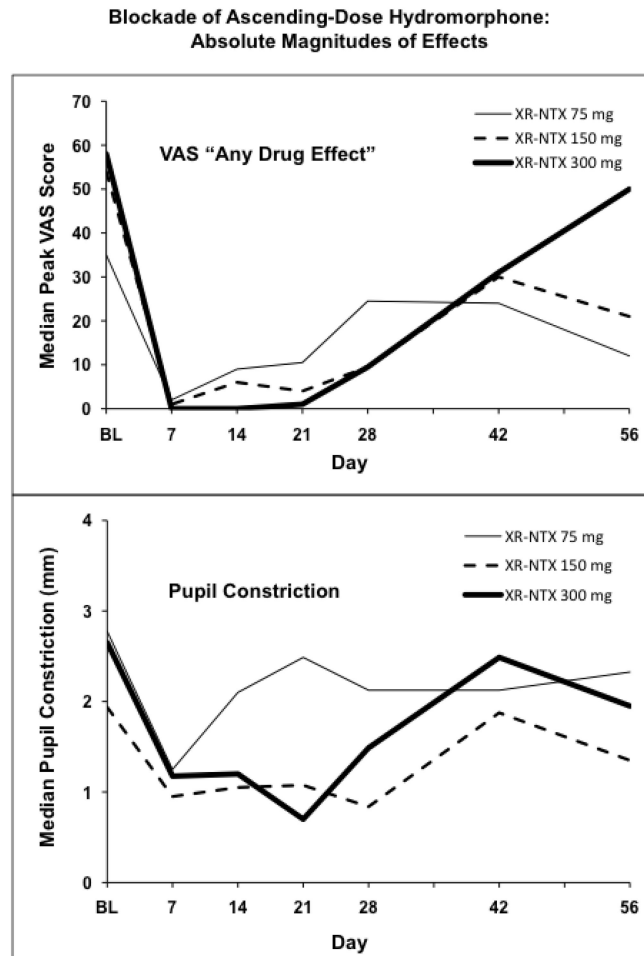 Blockade of Ascending-Dose Hydromorphone:
Absolute Magnitudes of Effects
70
60
50
40
30
20
10
0
Median Peak VAS Score
VAS “Any Drug Effect”
XR-NTX 75 mg
XR-NTX 150 mg
XR-NTX 300 mg
BL 7 14 21 28 42 56
Day
4
3
2
1
0
Median Pupil Constriction (mm)
Pupil Constriction
XR-NTX 75 mg
XR-NTX 150 mg
XR-NTX 300 mg
BL 7 14 21 28 42 56
Day